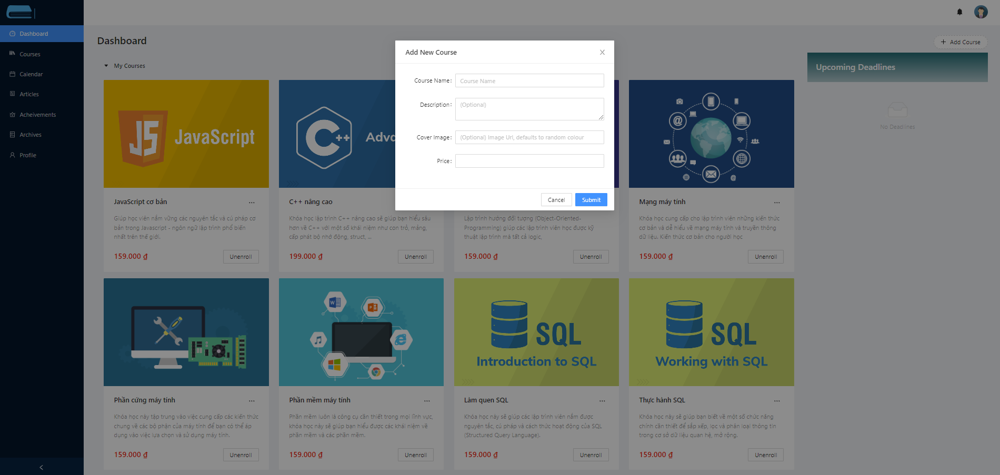 Dashboard
Courses
Calendar
Articles
Acheivements
Archives
Profile
Dashboard
+ Add Course
My Courses
Upcoming Deadlines
No Deadlines
Add New Course
Course Name:
Course Name
Description:
(Optional)
Cover Image:
(Optional) Image Url, defaults to random colour
Price:
Cancel
Submit
JS JavaScript
JavaScript cơ bản
Giúp học viên nắm vững các nguyên tắc và cú pháp cơ
bản trong Javascript - ngôn ngữ lập trình phổ biến
nhất trên thế giới.
159.000 ₫
Unenroll
C++
C++ nâng cao
Khóa học lập trình C++ nâng cao sẽ giúp bạn hiểu sâu
hơn về C++ với một số khái niệm như con trỏ, mảng,
cấp phát bộ nhớ động, struct, ...
199.000 ₫
Unenroll
Lập trình hướng đối tượng (Object-Oriented-
Programming) giúp các lập trình viên học được kỹ
thuật lập trình mà tất cả logic,
159.000 ₫
Unenroll
Mạng máy tính
Khóa học cung cấp cho lập trình viên những kiến thức
cơ bản và dễ hiểu về mạng máy tính và truyền thông
dữ liệu. Kiến thức cơ bản cho người học
159.000 ₫
Unenroll
Phần cứng máy tính
Khóa học này tập trung vào việc cung cấp các kiến thức
chung về các bộ phận của máy tính để bạn có thể áp
dụng vào việc lựa chọn và sử dụng máy tính.
159.000 ₫
Unenroll
Phần mềm máy tính
Phần mềm luôn là công cụ cần thiết trong mọi lĩnh vực,
khóa học này sẽ giúp bạn hiểu được các khái niệm về
phần mềm và các phần mềm.
159.000 ₫
Unenroll
SQL
Introduction to SQL
Làm quen SQL
Khóa học này sẽ giúp các lập trình viên nắm được
nguyên tắc, cú pháp và cách thức hoạt động của SQL
(Structured Query Language).
159.000 ₫
Unenroll
SQL
Working with SQL
Thực hành SQL
Khóa học này sẽ giúp bạn biết về một số chức năng
chính cần thiết để sắp xếp, lọc và phân loại thông tin
trong cơ sở dữ liệu quan hệ, mở rộng.
159.000 ₫
Unenroll